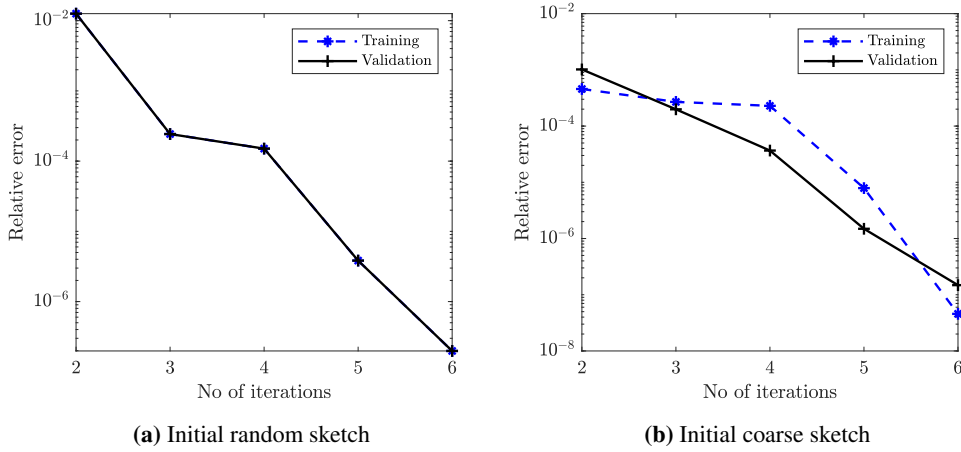 10⁻²
10⁻⁴
10⁻⁶
Relative error
Training
Validation
2 3 4 5 6
No of iterations
(a) Initial random sketch
10⁻²
10⁻⁴
10⁻⁶
10⁻⁸
Relative error
Training
Validation
2 3 4 5 6
No of iterations
(b) Initial coarse sketch